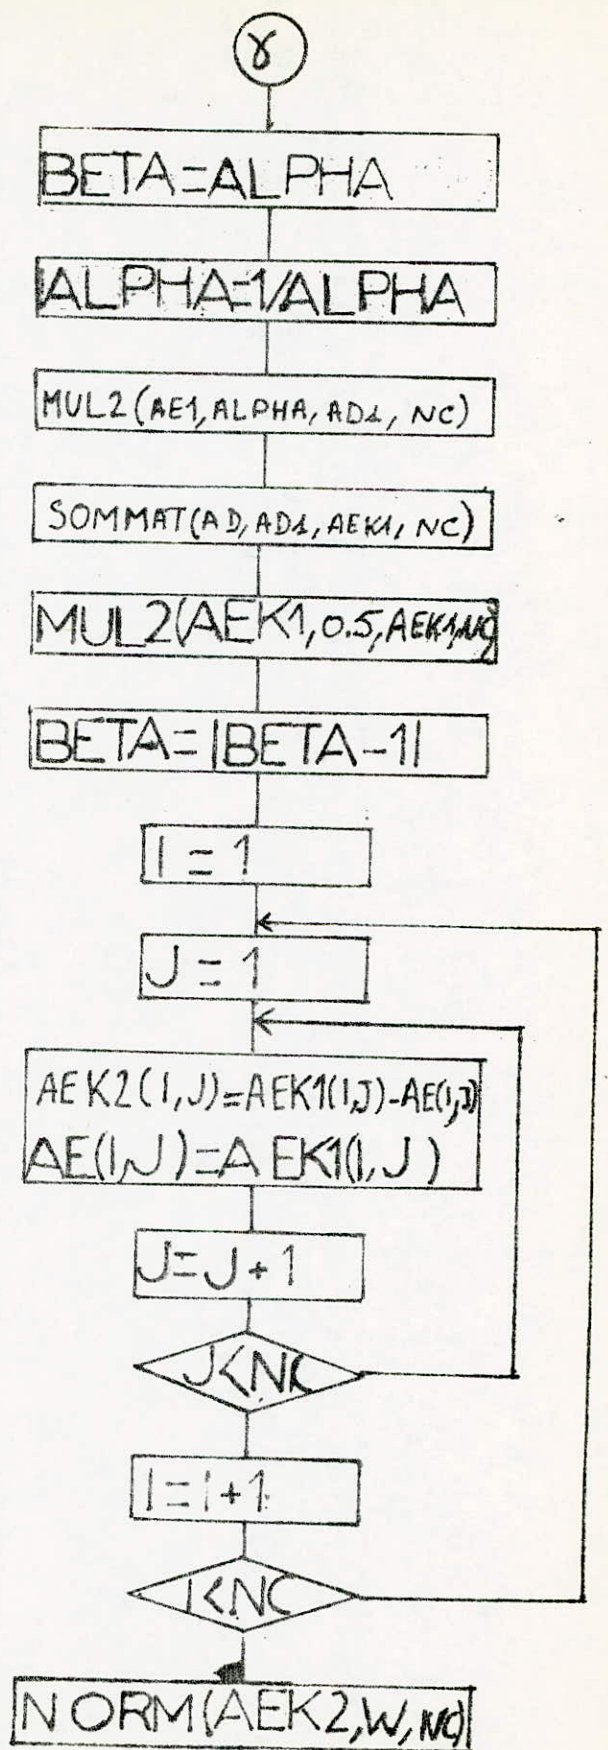 γ
BETA=ALPHA
ALPHA=1/ALPHA
MUL2(AE1,ALPHA,AD1,NC)
SOMMAT(AD,AD1,AEK1,NC)
MUL2(AEK1,0.5,AEK1,NC)
BETA=|BETA-1|
I=1
J=1
AEK2(I,J)=AEK1(I,J)-AE(I,J)
AE(I,J)=AEK1(I,J)
J=J+1
J<NC
I=I+1
I<NC
NORM(AEK2,W,NC)